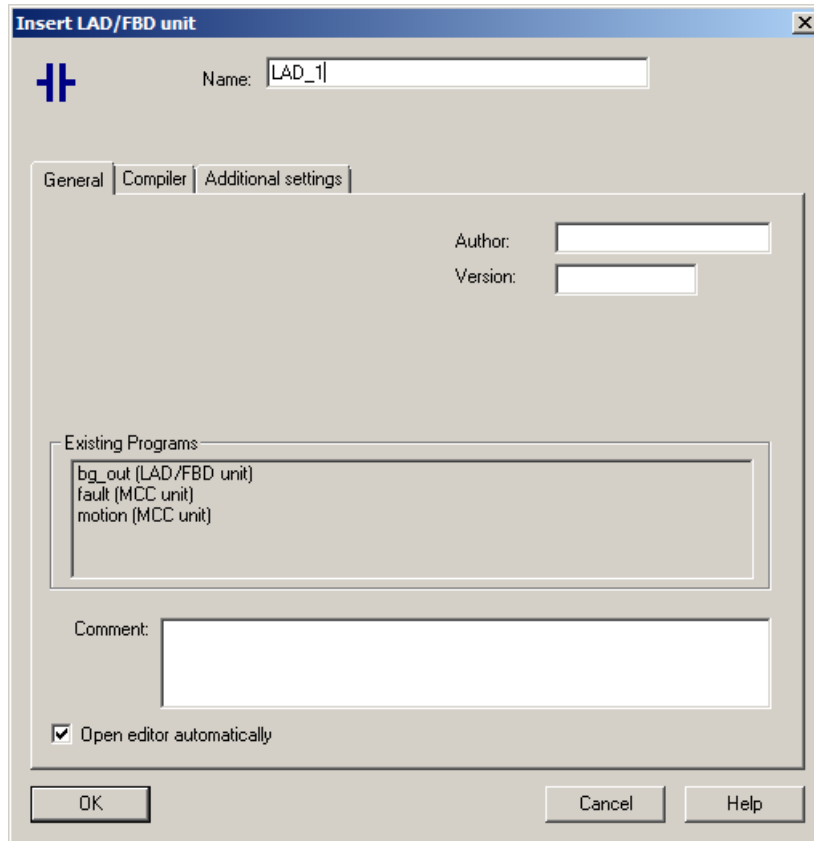 Insert LAD/FBD unit
Name: LAD_1
General Compiler Additional settings
Author:
Version:
Existing Programs
bg_out (LAD/FBD unit)
fault (MCC unit)
motion (MCC unit)
Comment:
Open editor automatically
OK Cancel Help